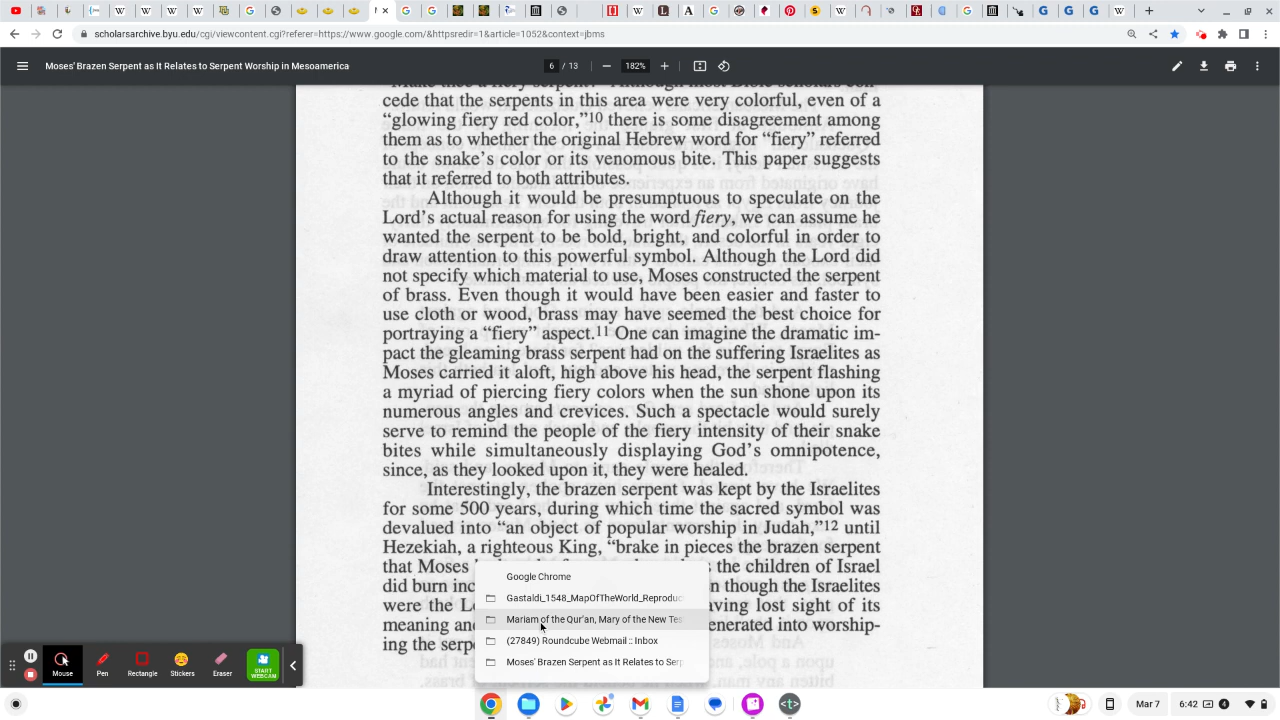 scholarsarchive.byu.edu/cgi/viewcontent.cgi?referer=https://www.google.com/&httpsredir=1&article=1052&context=jbms
Moses' Brazen Serpent as It Relates to Serpent Worship in Mesoamerica
6 / 13
182%
cede that the serpents in this area were very colorful, even of a
“glowing fiery red color,”10 there is some disagreement among
them as to whether the original Hebrew word for “fiery” referred
to the snake’s color or its venomous bite. This paper suggests
that it referred to both attributes.
Although it would be presumptuous to speculate on the
Lord’s actual reason for using the word fiery, we can assume he
wanted the serpent to be bold, bright, and colorful in order to
draw attention to this powerful symbol. Although the Lord did
not specify which material to use, Moses constructed the serpent
of brass. Even though it would have been easier and faster to
use cloth or wood, brass may have seemed the best choice for
portraying a “fiery” aspect.11 One can imagine the dramatic im-
pact the gleaming brass serpent had on the suffering Israelites as
Moses carried it aloft, high above his head, the serpent flashing
a myriad of piercing fiery colors when the sun shone upon its
numerous angles and crevices. Such a spectacle would surely
serve to remind the people of the fiery intensity of their snake
bites while simultaneously displaying God’s omnipotence,
since, as they looked upon it, they were healed.
Interestingly, the brazen serpent was kept by the Israelites
for some 500 years, during which time the sacred symbol was
devalued into “an object of popular worship in Judah,”12 until
Hezekiah, a righteous King, “brake in pieces the brazen serpent
that Moses the children of Israel
did burn inc n though the Israelites
were the L aving lost sight of its
meaning an enerated into worship-
ing the serp
Google Chrome
Gastaldi_1548_MapOfTheWorld_Reproduc
Mariam of the Qur'an, Mary of the New Tes
(27849) Roundcube Webmail :: Inbox
Moses' Brazen Serpent as It Relates to Serp
Mouse
Pen
Rectangle
Stickers
Eraser
START
WEBCAM
Mar 7
6:42
4